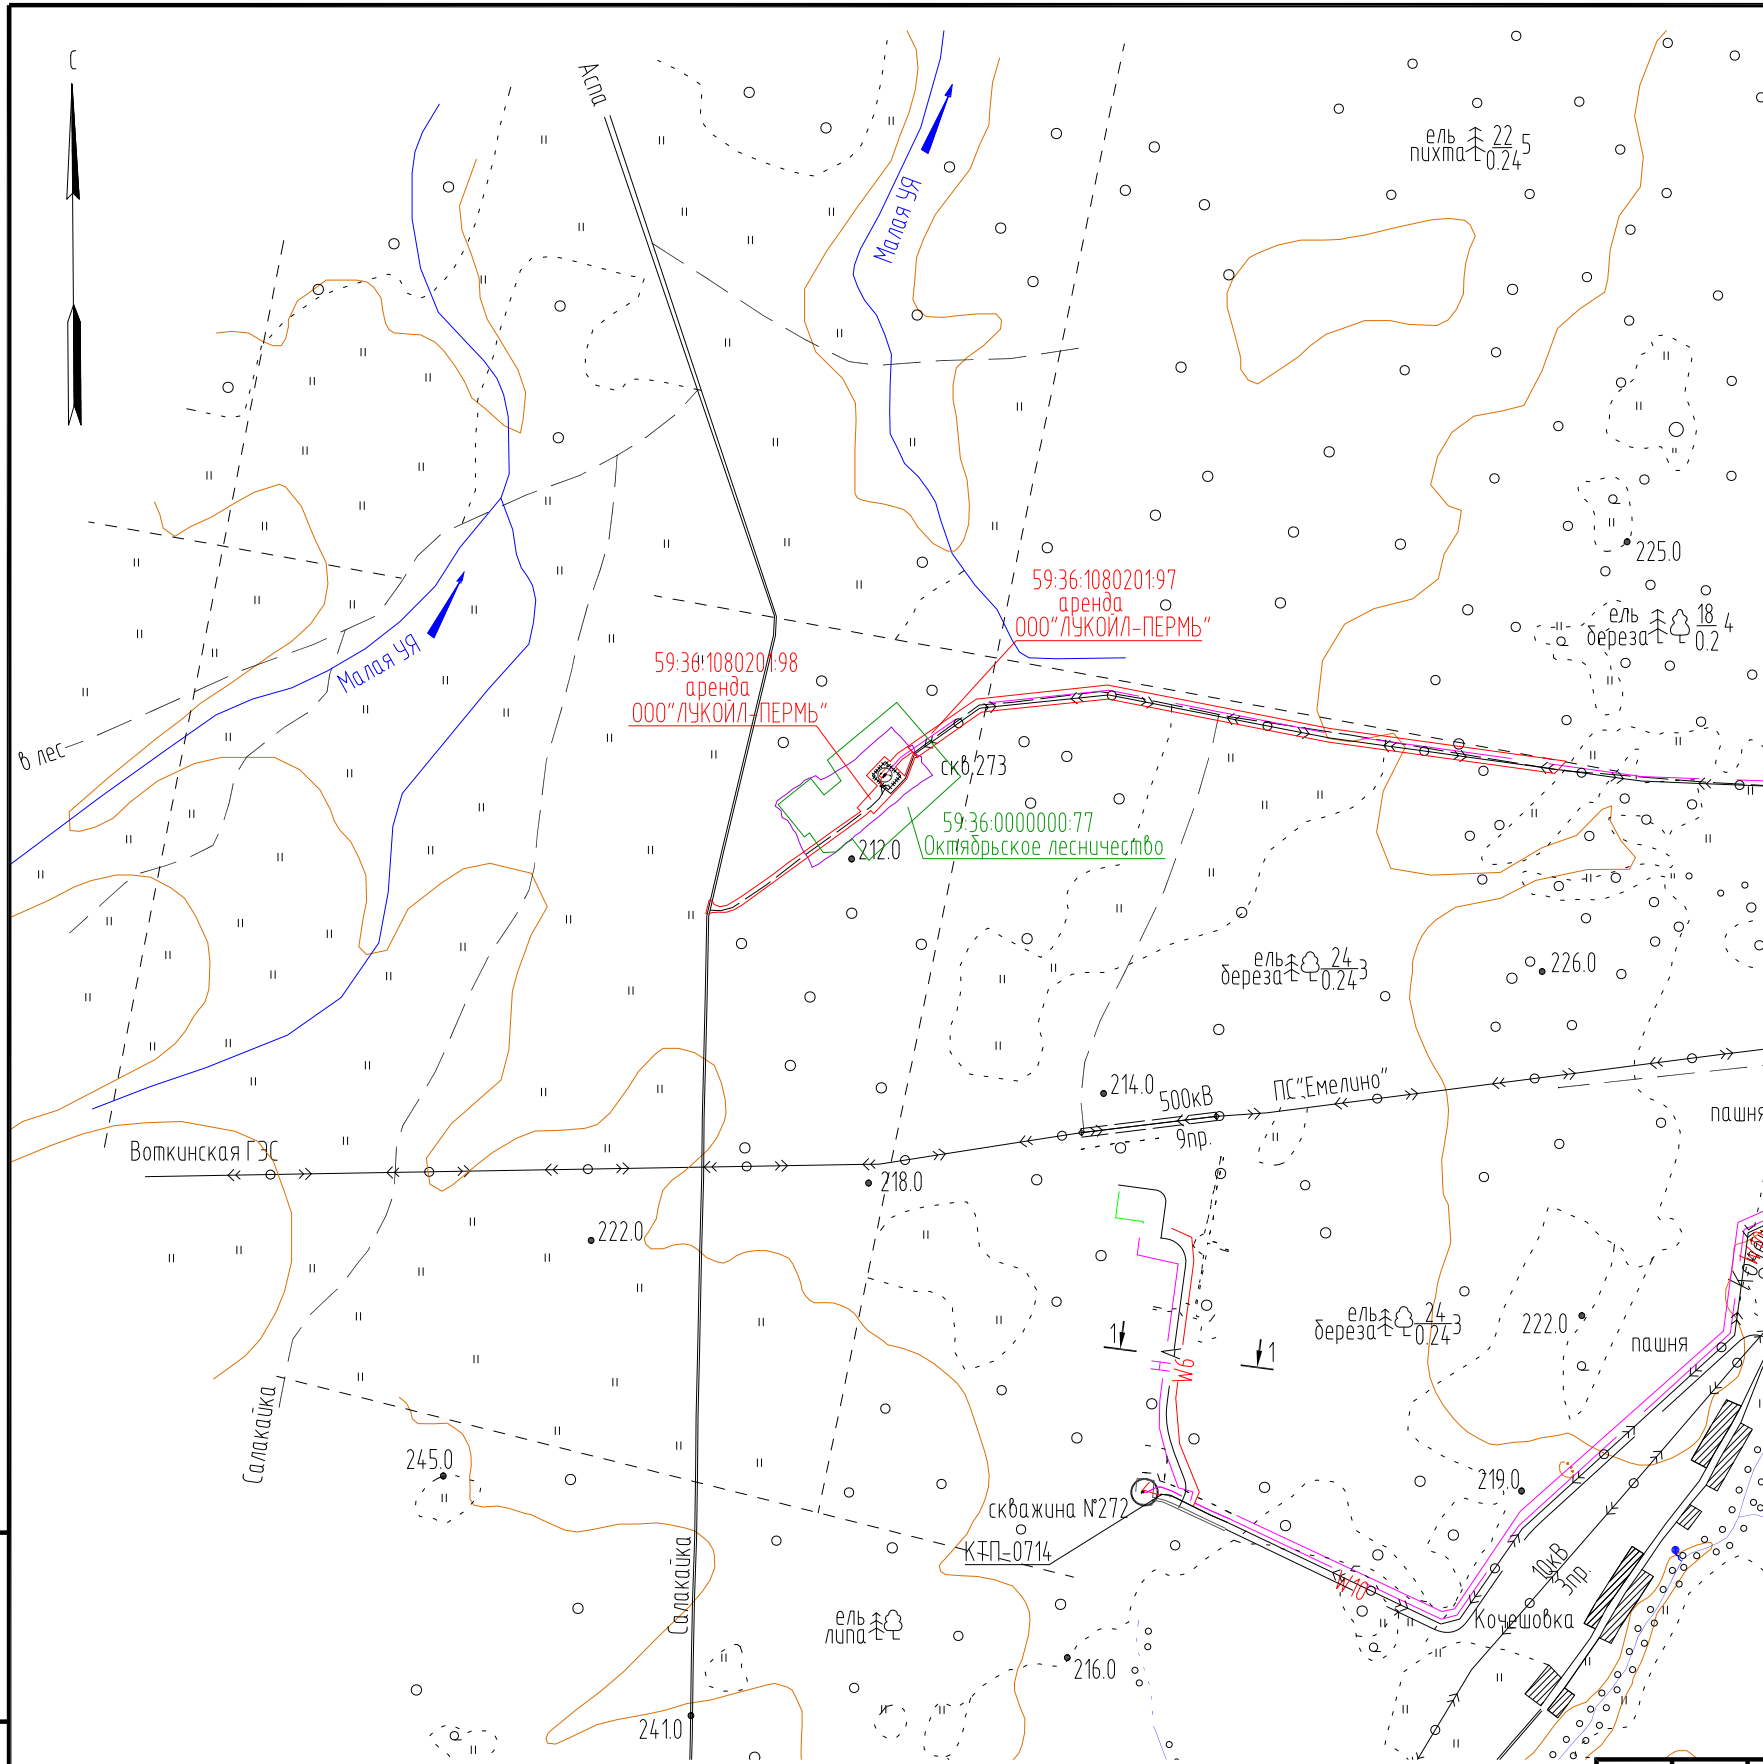 С
Аспа
Малая УЯ
ель
пихта
22
0.24
5
225.0
ель
береза
18
0.2
4
59:36:1080201:97
аренда
ООО"ЛУКОЙЛ-ПЕРМЬ"
59:36:1080201:98
аренда
ООО"ЛУКОЙЛ-ПЕРМЬ"
Малая УЯ
в лес
скв.273
59:36:0000000:77
Октябрьское лесничество
212.0
ель
береза
24
0.24
3
226.0
214.0
500кВ
9пр.
ПС"Емелино"
пашня
Воткинская ГЭС
218.0
222.0
1
1
Н
W6
ель
береза
24
0.24
3
222.0
пашня
Салакайка
245.0
219.0
скважина №272
КТП-0714
W10
10кВ
3пр.
Кочешовка
Салакайка
ель
липа
216.0
241.0